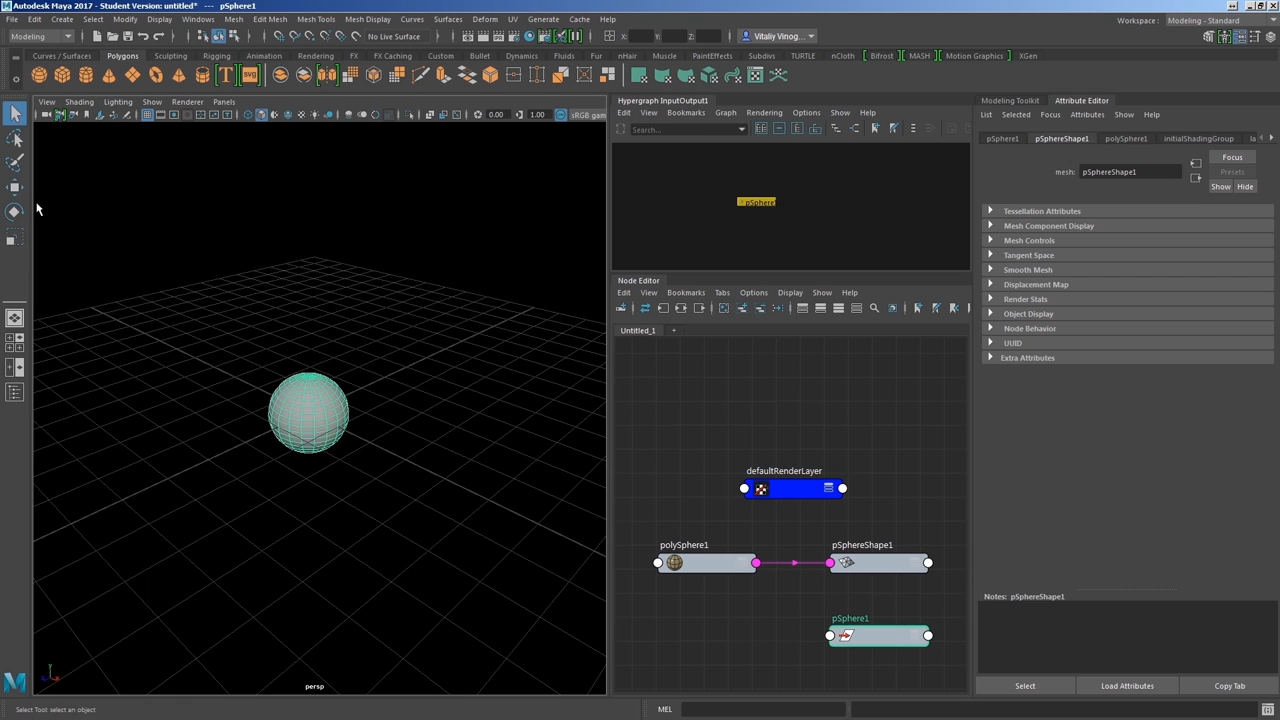 Autodesk Maya 2017 - Student Version: untitled* --- pSphere1
File Edit Create Select Modify Display Windows Mesh Edit Mesh Mesh Tools Mesh Display Curves Surfaces Deform UV Generate Cache Help
Workspace : Modeling - Standard
Modeling
No Live Surface
X:
Y:
Z:
Vitaliy Vinog...
Curves / Surfaces Polygons Sculpting Rigging Animation Rendering FX FX Caching Custom Bullet Dynamics Fluids Fur nHair Muscle PaintEffects Subdivs TURTLE nCloth Bifrost MASH Motion Graphics XGen
T svg
View Shading Lighting Show Renderer Panels
0.00 1.00 sRGB gam
persp
Hypergraph InputOutput1
Edit View Bookmarks Graph Rendering Options Show Help
Search...
pSphere
Node Editor
Edit View Bookmarks Tabs Options Display Show Help
Untitled_1 +
defaultRenderLayer
polySphere1
pSphereShape1
pSphere1
Modeling Toolkit Attribute Editor
List Selected Focus Attributes Show Help
pSphere1 pSphereShape1 polySphere1 initialShadingGroup la
mesh: pSphereShape1
Focus
Presets
Show Hide
Tessellation Attributes
Mesh Component Display
Mesh Controls
Tangent Space
Smooth Mesh
Displacement Map
Render Stats
Object Display
Node Behavior
UUID
Extra Attributes
Notes: pSphereShape1
Select Load Attributes Copy Tab
Select Tool: select an object
MEL